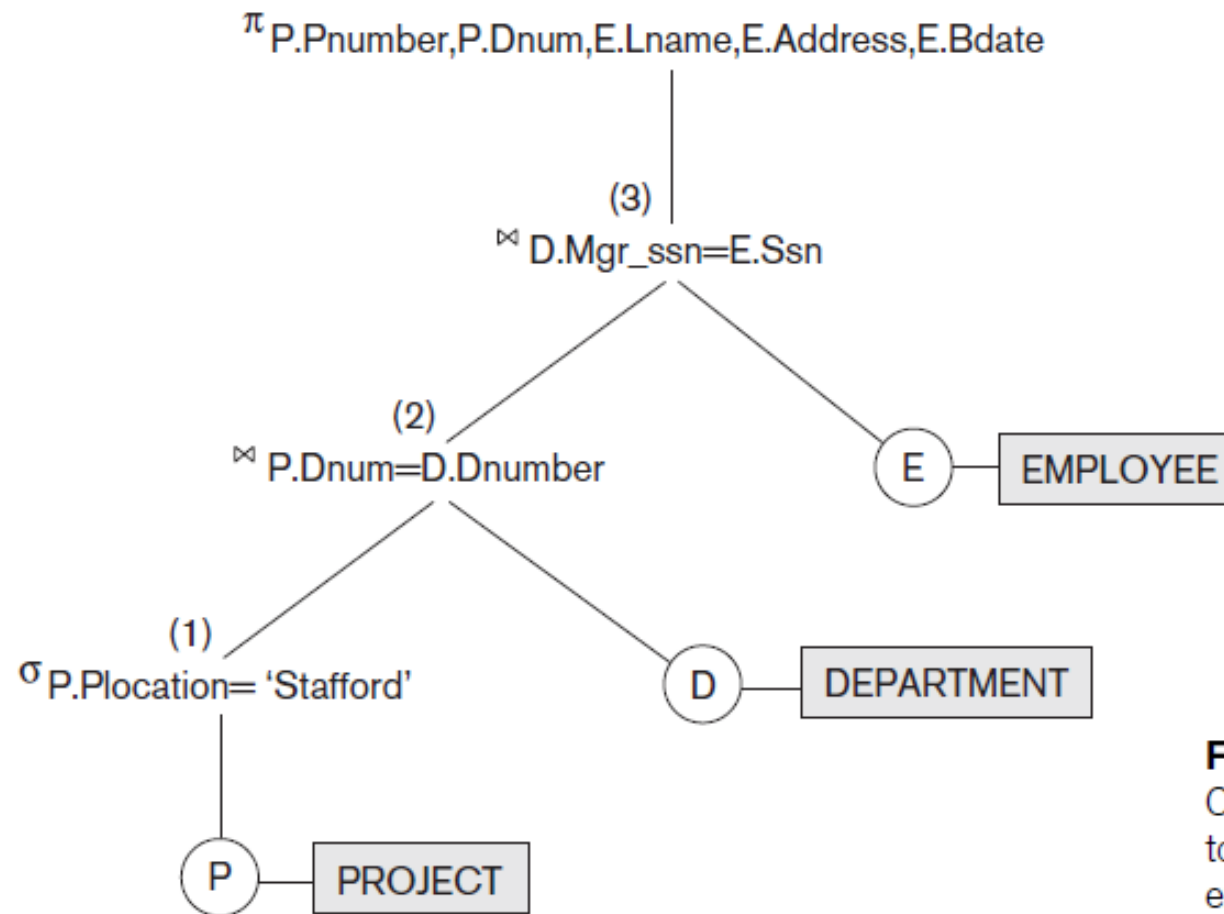 π P.Pnumber,P.Dnum,E.Lname,E.Address,E.Bdate
(3)
⋈ D.Mgr_ssn=E.Ssn
(2)
⋈ P.Dnum=D.Dnumber
E
EMPLOYEE
(1)
σ P.Plocation= ‘Stafford’
D
DEPARTMENT
P
PROJECT